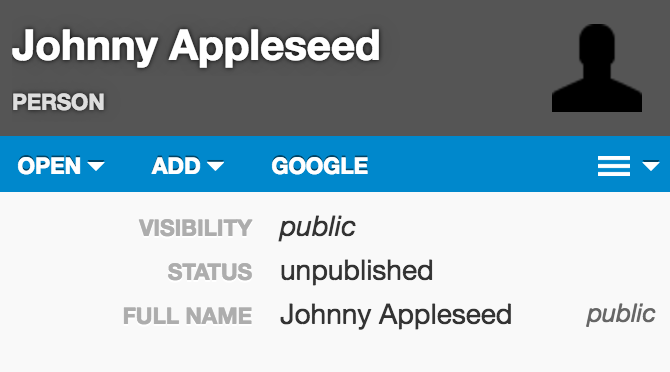 Johnny Appleseed
PERSON
OPEN ADD GOOGLE
VISIBILITY public
STATUS unpublished
FULL NAME Johnny Appleseed public